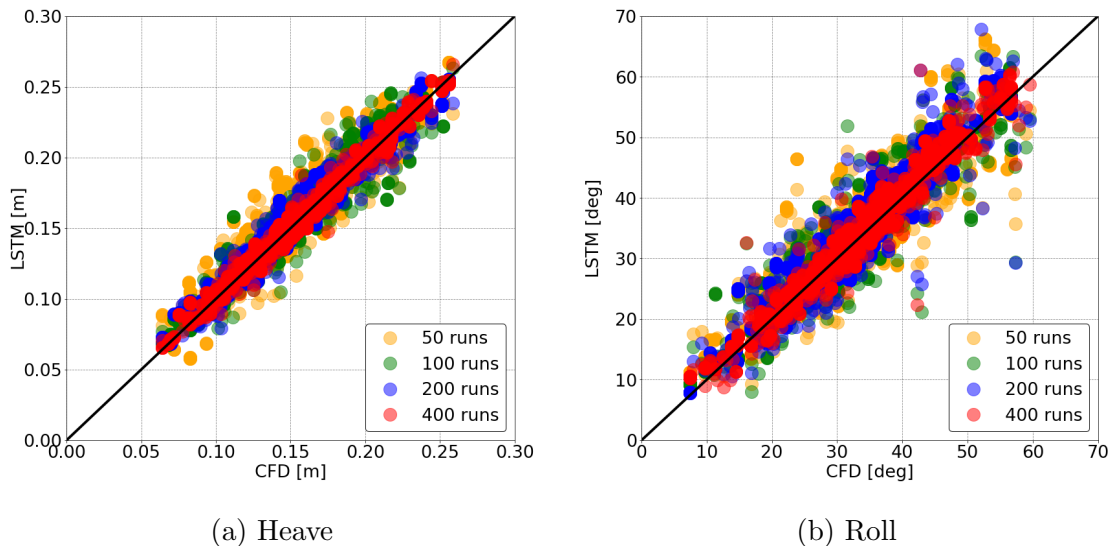 0.30
0.25
0.20
0.15
0.10
0.05
0.00
LSTM [m]
0.00 0.05 0.10 0.15 0.20 0.25 0.30
CFD [m]
50 runs
100 runs
200 runs
400 runs
(a) Heave
70
60
50
40
30
20
10
0
LSTM [deg]
0 10 20 30 40 50 60 70
CFD [deg]
50 runs
100 runs
200 runs
400 runs
(b) Roll